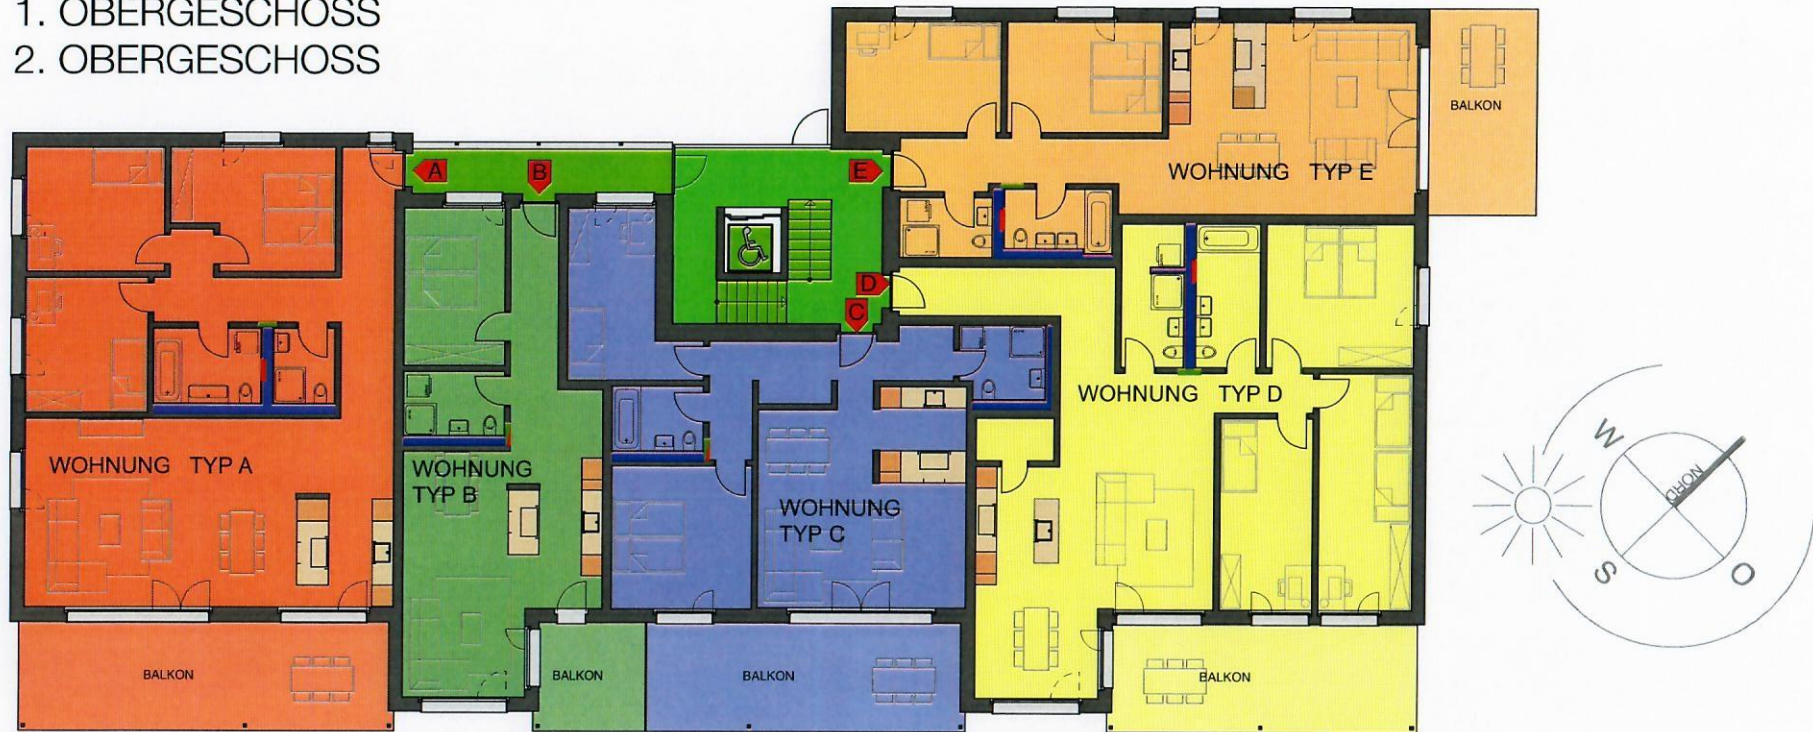 1. OBERGESCHOSS
2. OBERGESCHOSS
BALKON
WOHNUNG TYP E
A
B
E
D
C
WOHNUNG TYP D
WOHNUNG TYP A
WOHNUNG
TYP B
WOHNUNG
TYP C
BALKON
BALKON
BALKON
BALKON
W
NORD
S
O